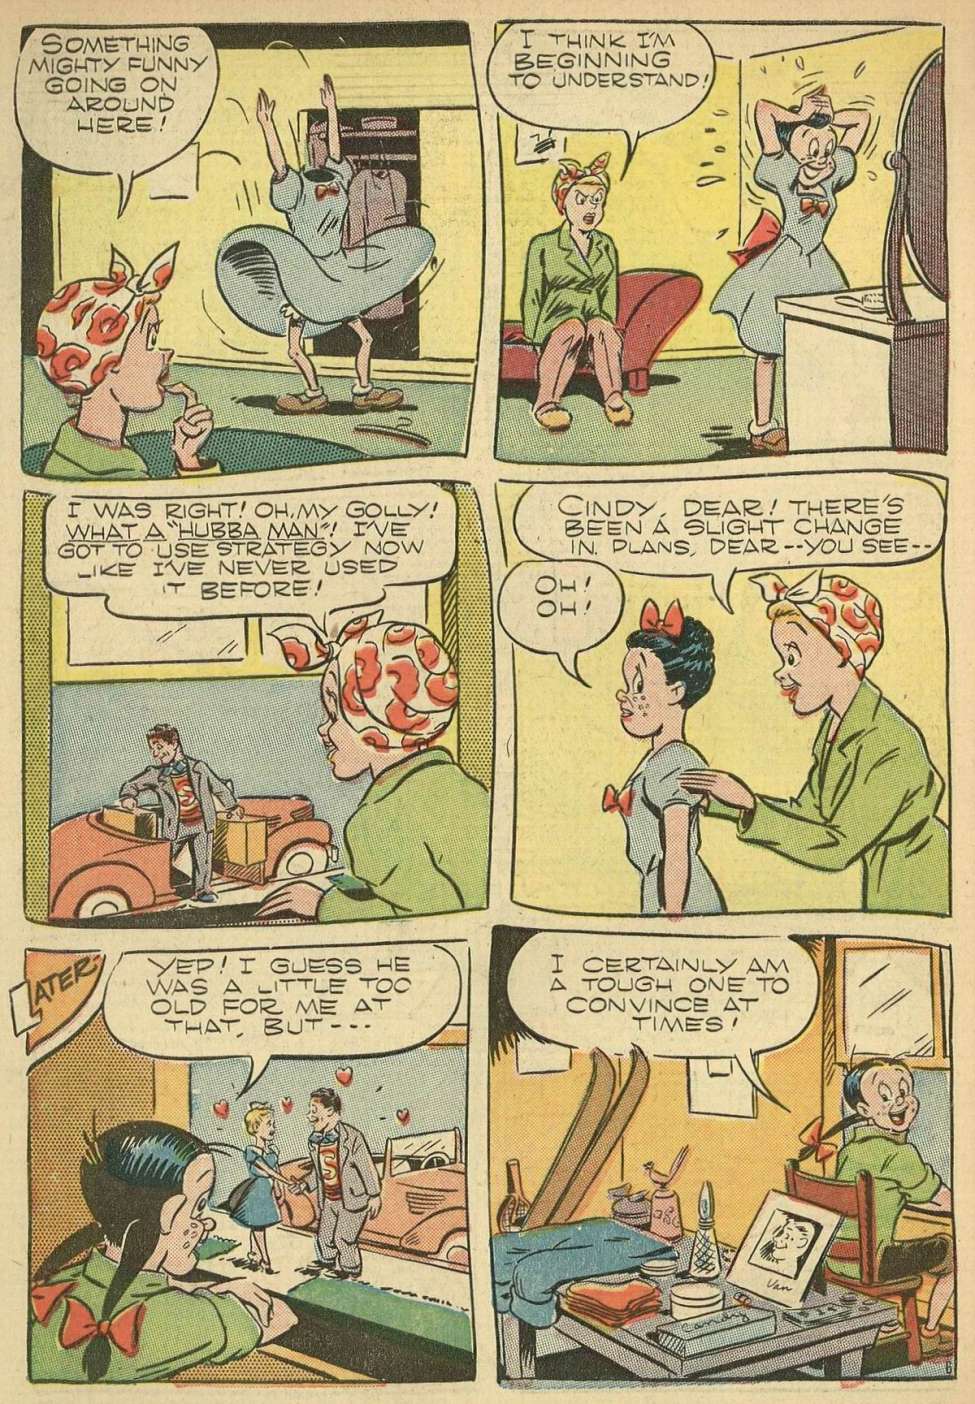 SOMETHING
MIGHTY FUNNY
GOING ON
AROUND
HERE!
I THINK I'M
BEGINNING
TO UNDERSTAND!
I WAS RIGHT! OH, MY GOLLY!
WHAT A "HUBBA MAN"! I'VE
GOT TO USE STRATEGY NOW
LIKE I'VE NEVER USED
IT BEFORE!
S
CINDY, DEAR! THERE'S
BEEN A SLIGHT CHANGE
IN PLANS, DEAR--YOU SEE--
OH!
OH!
LATER-
YEP! I GUESS HE
WAS A LITTLE TOO
OLD FOR ME AT
THAT, BUT---
S
I CERTAINLY AM
A TOUGH ONE TO
CONVINCE AT
TIMES!
Van
Candy
6